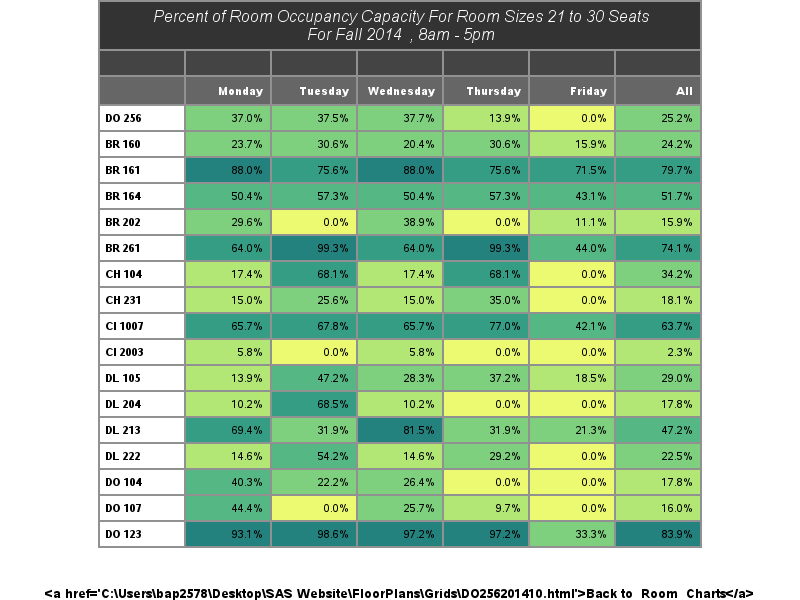 Percent of Room Occupancy Capacity For Room Sizes 21 to 30 Seats
For Fall 2014 , 8am - 5pm
Monday Tuesday Wednesday Thursday Friday All
DO 256 37.0% 37.5% 37.7% 13.9% 0.0% 25.2%
BR 160 23.7% 30.6% 20.4% 30.6% 15.9% 24.2%
BR 161 88.0% 75.6% 88.0% 75.6% 71.5% 79.7%
BR 164 50.4% 57.3% 50.4% 57.3% 43.1% 51.7%
BR 202 29.6% 0.0% 38.9% 0.0% 11.1% 15.9%
BR 261 64.0% 99.3% 64.0% 99.3% 44.0% 74.1%
CH 104 17.4% 68.1% 17.4% 68.1% 0.0% 34.2%
CH 231 15.0% 25.6% 15.0% 35.0% 0.0% 18.1%
CI 1007 65.7% 67.8% 65.7% 77.0% 42.1% 63.7%
CI 2003 5.8% 0.0% 5.8% 0.0% 0.0% 2.3%
DL 105 13.9% 47.2% 28.3% 37.2% 18.5% 29.0%
DL 204 10.2% 68.5% 10.2% 0.0% 0.0% 17.8%
DL 213 69.4% 31.9% 81.5% 31.9% 21.3% 47.2%
DL 222 14.6% 54.2% 14.6% 29.2% 0.0% 22.5%
DO 104 40.3% 22.2% 26.4% 0.0% 0.0% 17.8%
DO 107 44.4% 0.0% 25.7% 9.7% 0.0% 16.0%
DO 123 93.1% 98.6% 97.2% 97.2% 33.3% 83.9%
<a href='C:\Users\bap2578\Desktop\SAS Website\FloorPlans\Grids\DO256201410.html'>Back to Room Charts</a>